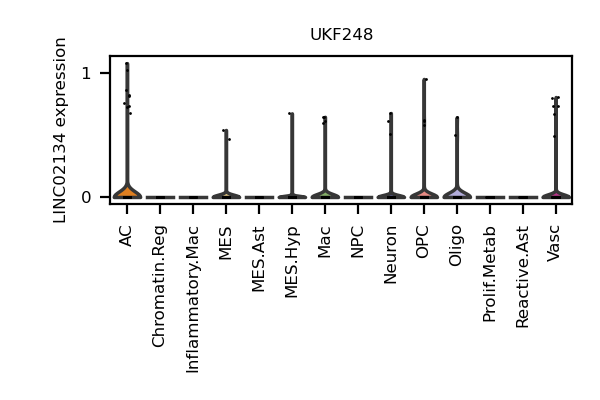 UKF248
LINC02134 expression
1
0
AC
Chromatin.Reg
Inflammatory.Mac
MES
MES.Ast
MES.Hyp
Mac
NPC
Neuron
OPC
Oligo
Prolif.Metab
Reactive.Ast
Vasc